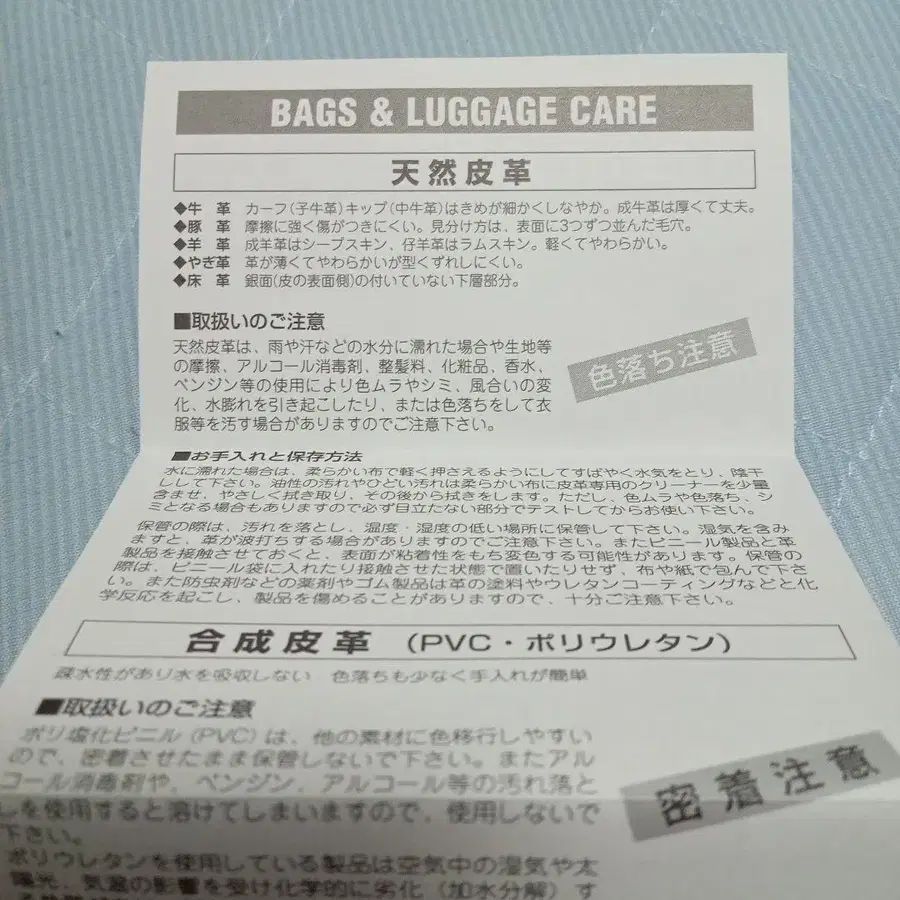 BAGS & LUGGAGE CARE
天然皮革
◆牛 革 カーフ(子牛革)キップ(中牛革)はきめが細かくしなやか。成牛革は厚くて丈夫。
◆豚 革 摩擦に強く傷がつきにくい。見分け方は、表面に3つずつ並んだ毛穴。
◆羊 革 成羊革はシープスキン、仔羊革はラムスキン。軽くてやわらかい。
◆やぎ革 革が薄くてやわらかいが型くずれしにくい。
◆床 革 銀面(皮の表面側)の付いていない下層部分。
■取扱いのご注意
天然皮革は、雨や汗などの水分に濡れた場合や生地等
の摩擦、アルコール消毒剤、整髪料、化粧品、香水、
ベンジン等の使用により色ムラやシミ、風合いの変
化、水膨れを引き起こしたり、または色落ちをして衣
服等を汚す場合がありますのでご注意下さい。
色落ち注意
■お手入れと保存方法
水に濡れた場合は、柔らかい布で軽く押さえるようにしてすばやく水気をとり、陰干
しして下さい。油性の汚れやひどい汚れは柔らかい布に皮革専用のクリーナーを少量
含ませ、やさしく拭き取り、その後から拭きをします。ただし、色ムラや色落ち、シ
ミとなる場合もありますので必ず目立たない部分でテストしてからお使い下さい。
保管の際は、汚れを落とし、温度・湿度の低い場所に保管して下さい。湿気を含み
ますと、革が波打ちする場合がありますのでご注意下さい。またビニール製品と革
製品を接触させておくと、表面が粘着性をもち変色する可能性があります。保管の
際は、ビニール袋に入れたり接触させた状態で置いたりせず、布や紙で包んで下さ
い。また防虫剤などの薬剤やゴム製品は革の塗料やウレタンコーティングなどと化
学反応を起こし、製品を傷めることがありますので、十分ご注意下さい。
合成皮革 (PVC・ポリウレタン)
疎水性があり水を吸収しない 色落ちも少なく手入れが簡単
■取扱いのご注意
ポリ塩化ビニル(PVC)は、他の素材に色移行しやすい
ので、密着させたまま保管しないで下さい。またアル
コール消毒剤や、ベンジン、アルコール等の汚れ落と
しを使用すると溶けてしまいますので、使用しないで
下さい。
密着注意
ポリウレタンを使用している製品は空気中の湿気や太
陽光、気温の影響を受け化学的に劣化(加水分解)す